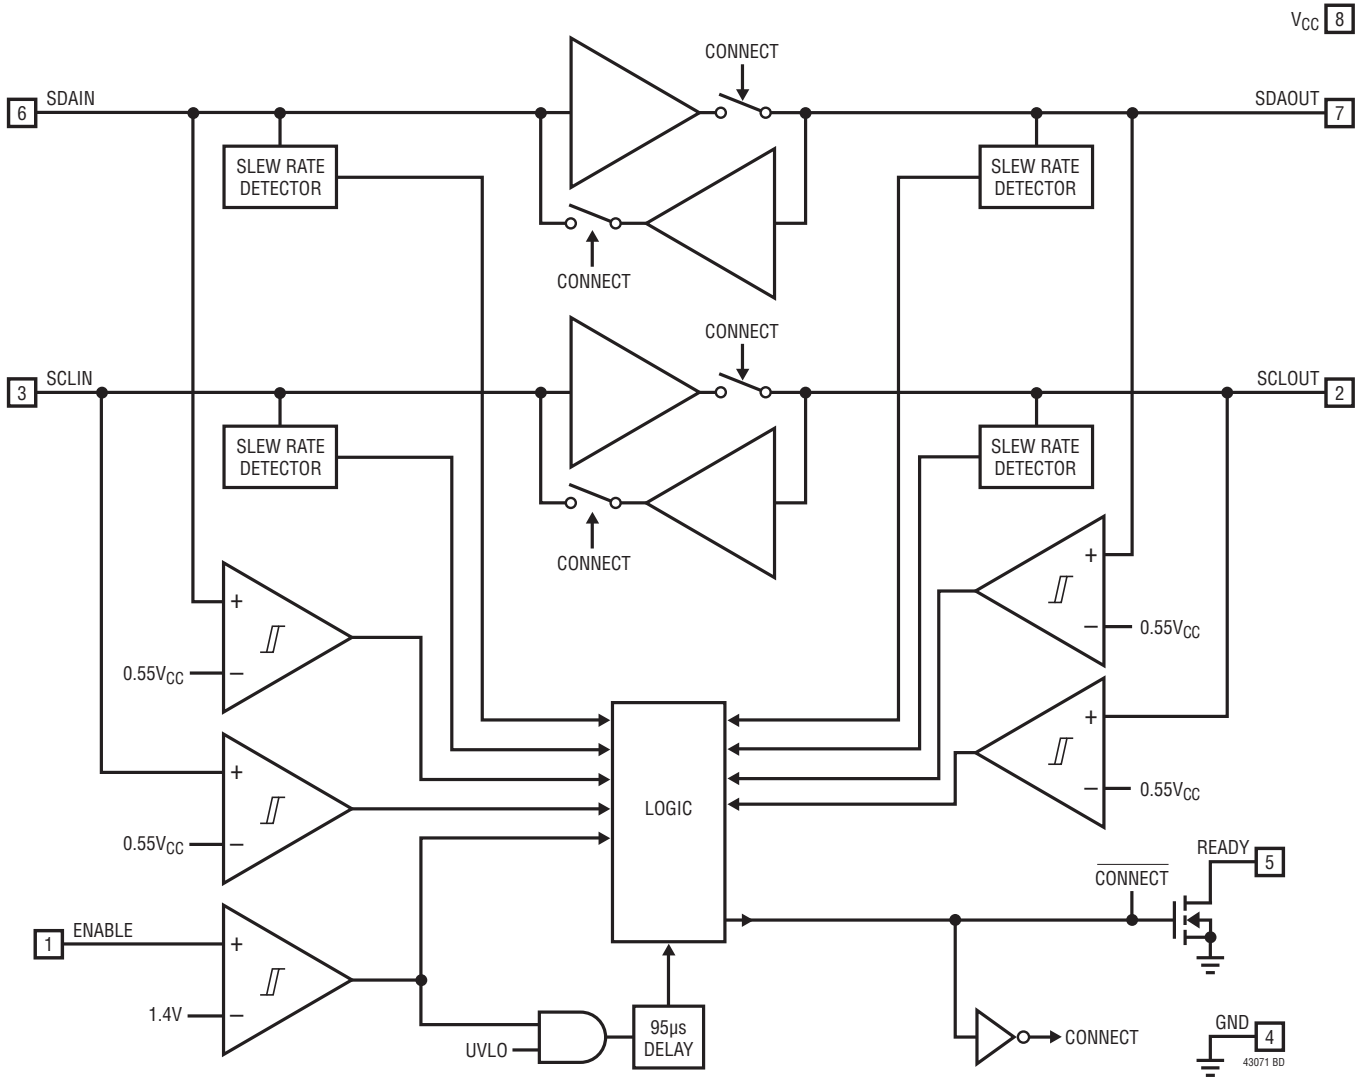 VCC 8
CONNECT
6 SDAIN
SDAOUT 7
SLEW RATE
DETECTOR
SLEW RATE
DETECTOR
CONNECT
CONNECT
3 SCLIN
SCLOUT 2
SLEW RATE
DETECTOR
SLEW RATE
DETECTOR
CONNECT
+
0.55VCC −
+
− 0.55VCC
+
0.55VCC −
+
− 0.55VCC
LOGIC
READY 5
CONNECT
1 ENABLE
+
1.4V −
UVLO
95µs
DELAY
CONNECT
GND 4
43071 BD